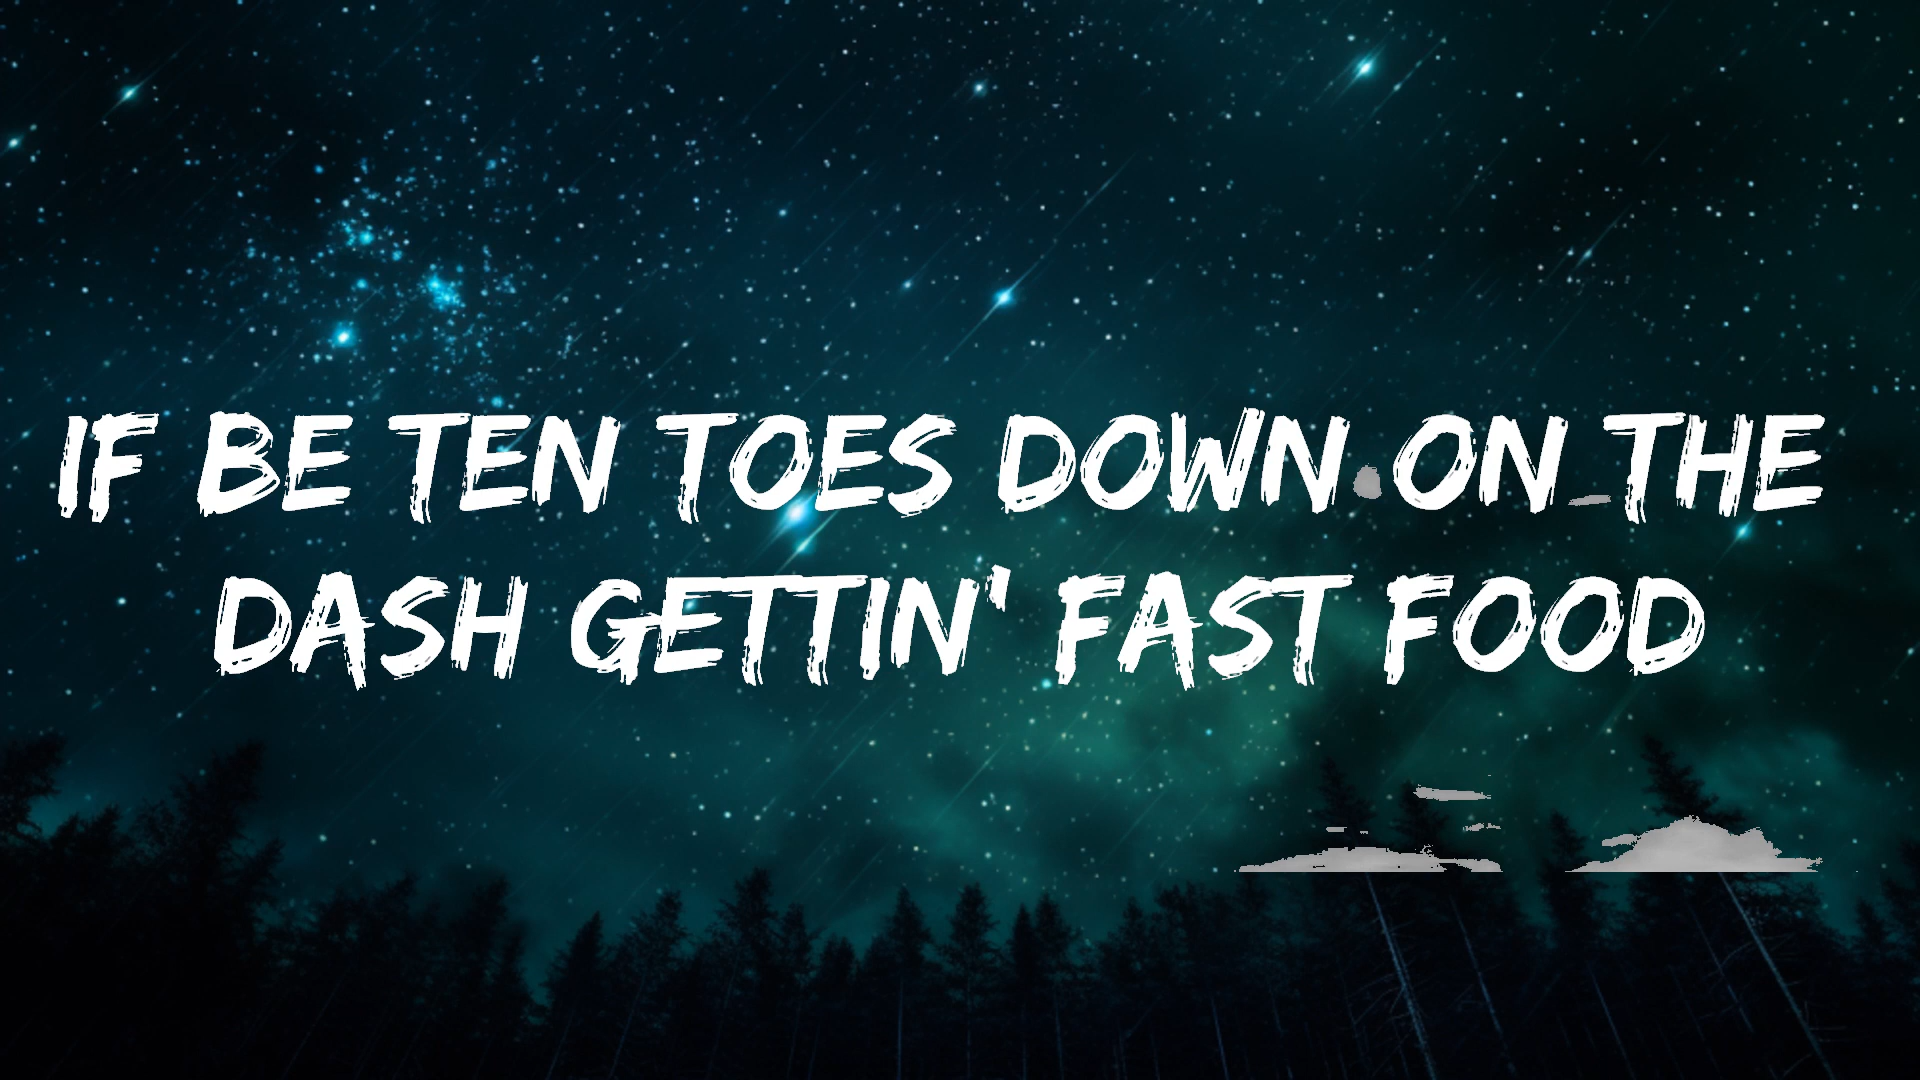 IF BE TEN TOES DOWN ON THE
DASH GETTIN' FAST FOOD